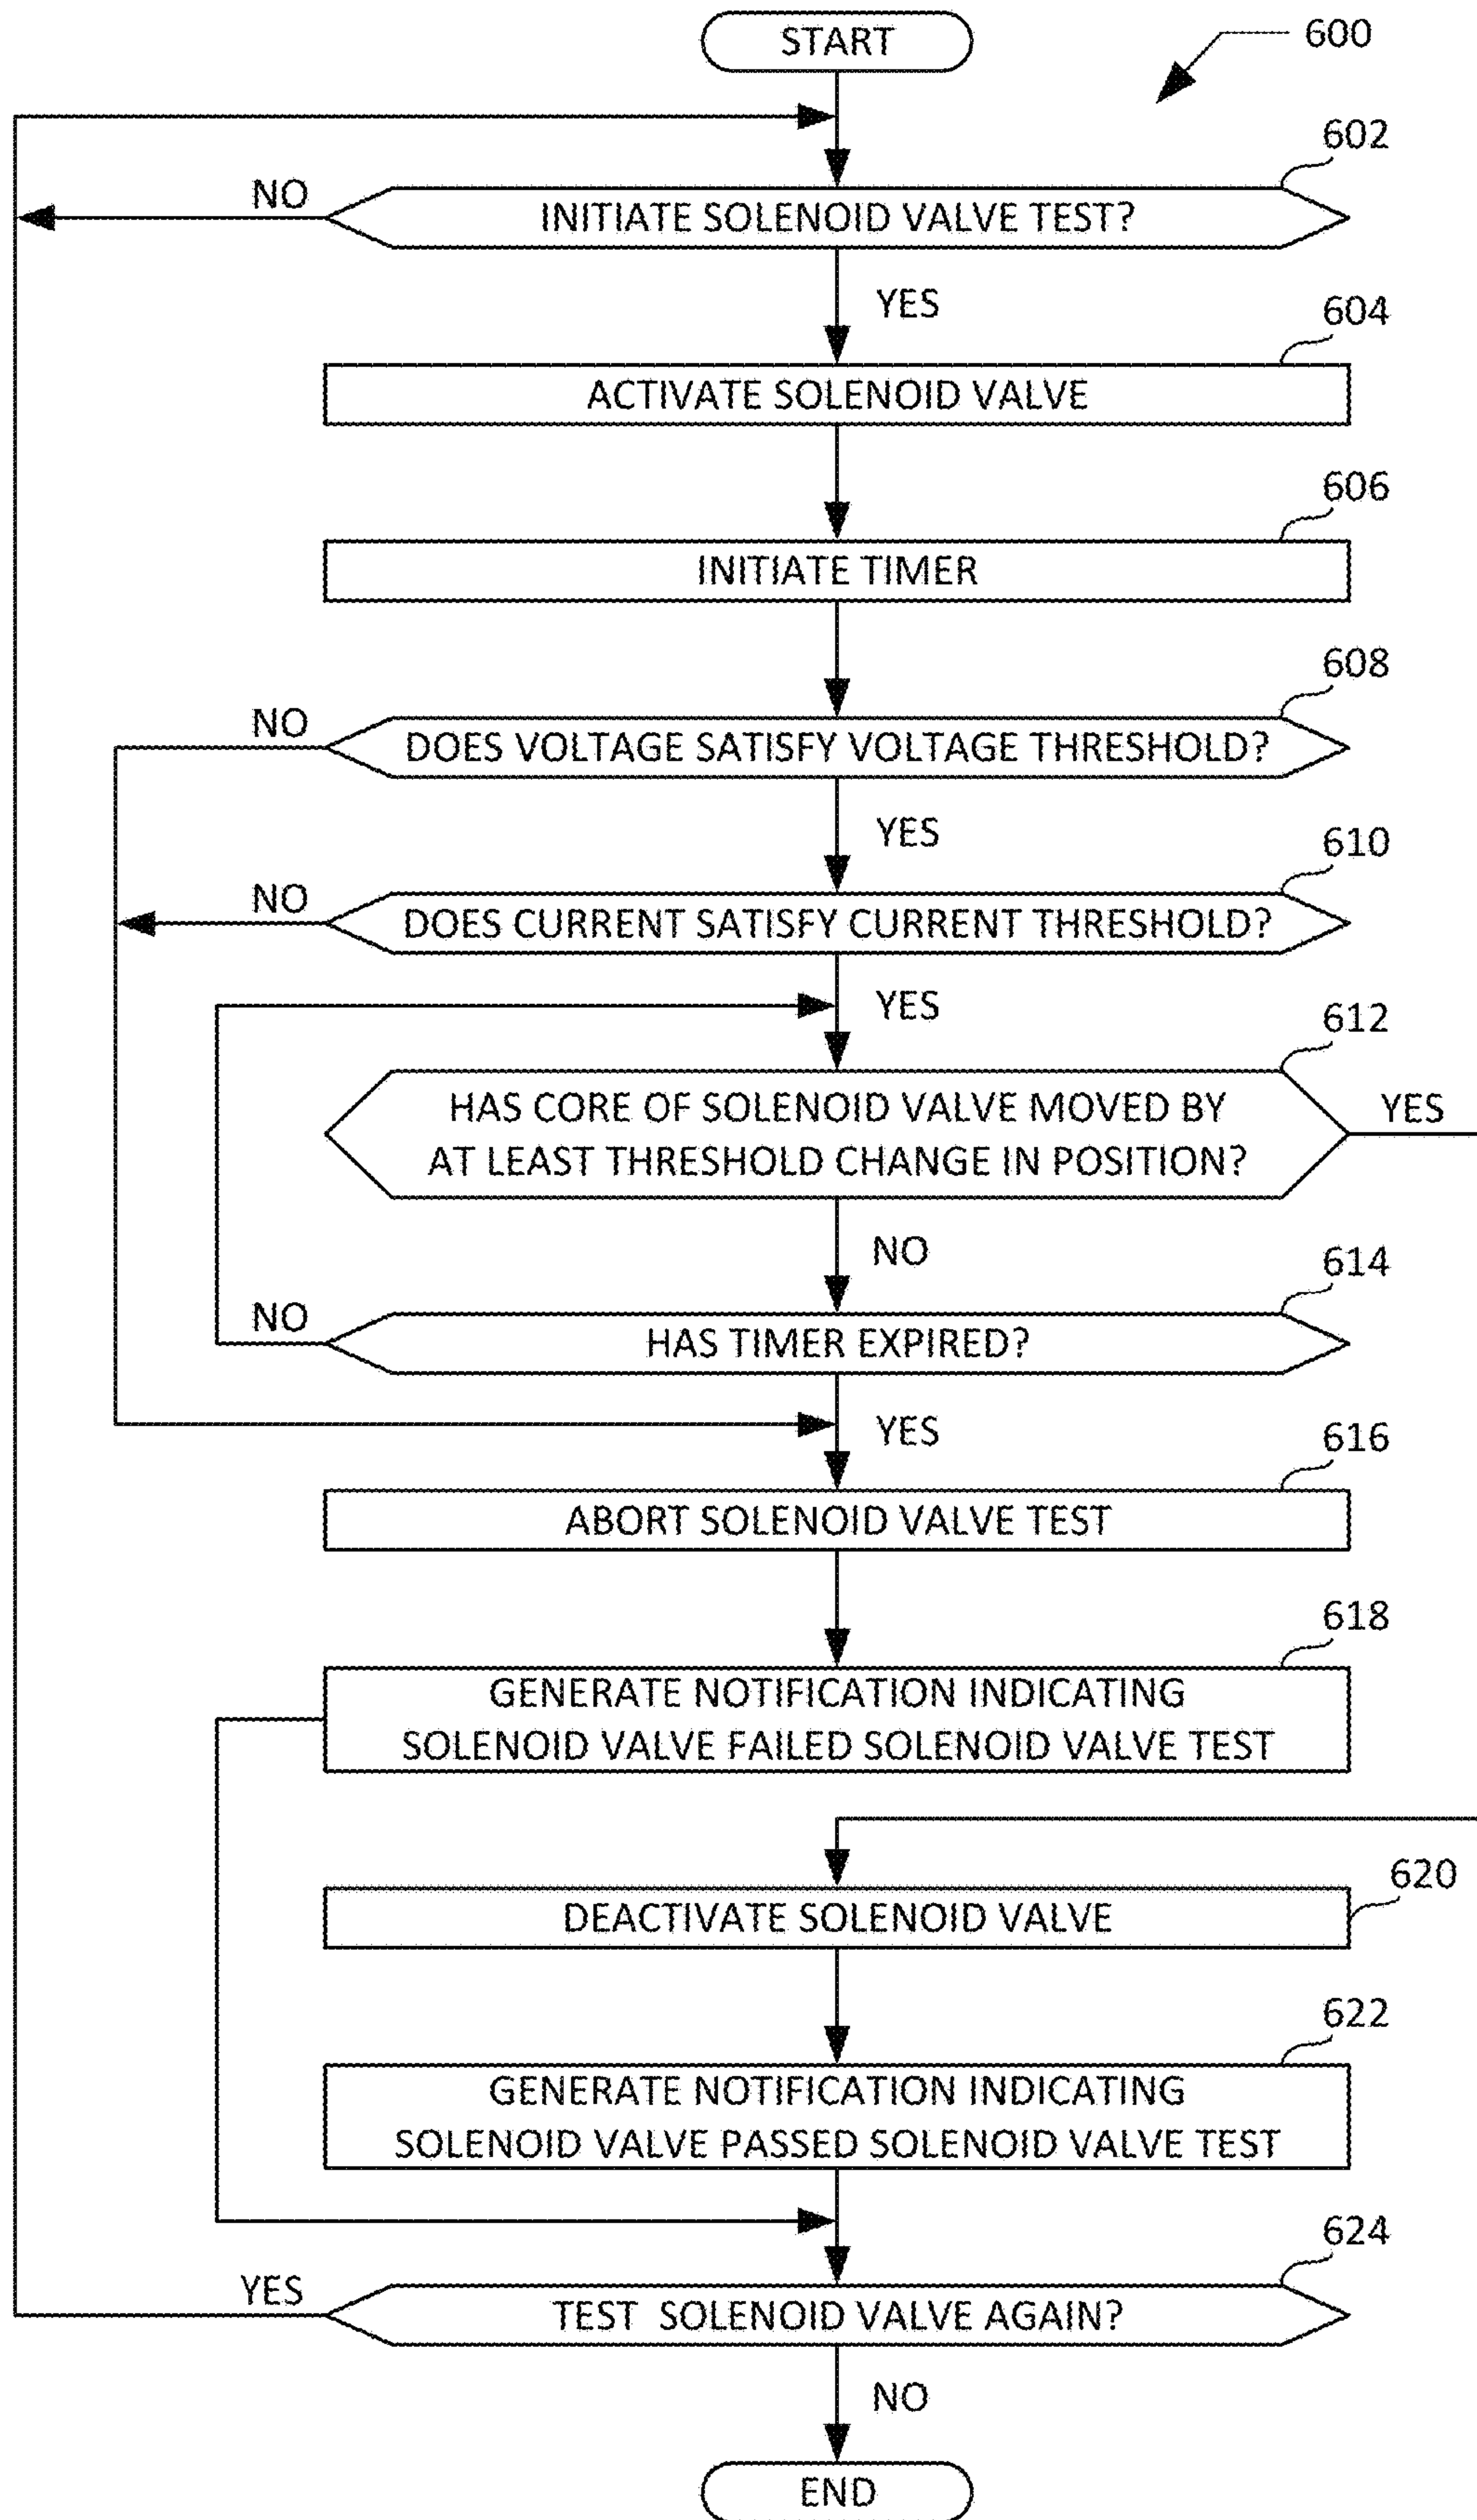 START
600
602
NO
INITIATE SOLENOID VALVE TEST?
YES
604
ACTIVATE SOLENOID VALVE
606
INITIATE TIMER
608
NO
DOES VOLTAGE SATISFY VOLTAGE THRESHOLD?
YES
610
NO
DOES CURRENT SATISFY CURRENT THRESHOLD?
YES
612
HAS CORE OF SOLENOID VALVE MOVED BY
AT LEAST THRESHOLD CHANGE IN POSITION?
YES
NO
614
NO
HAS TIMER EXPIRED?
YES
616
ABORT SOLENOID VALVE TEST
618
GENERATE NOTIFICATION INDICATING
SOLENOID VALVE FAILED SOLENOID VALVE TEST
620
DEACTIVATE SOLENOID VALVE
622
GENERATE NOTIFICATION INDICATING
SOLENOID VALVE PASSED SOLENOID VALVE TEST
624
YES
TEST SOLENOID VALVE AGAIN?
NO
END